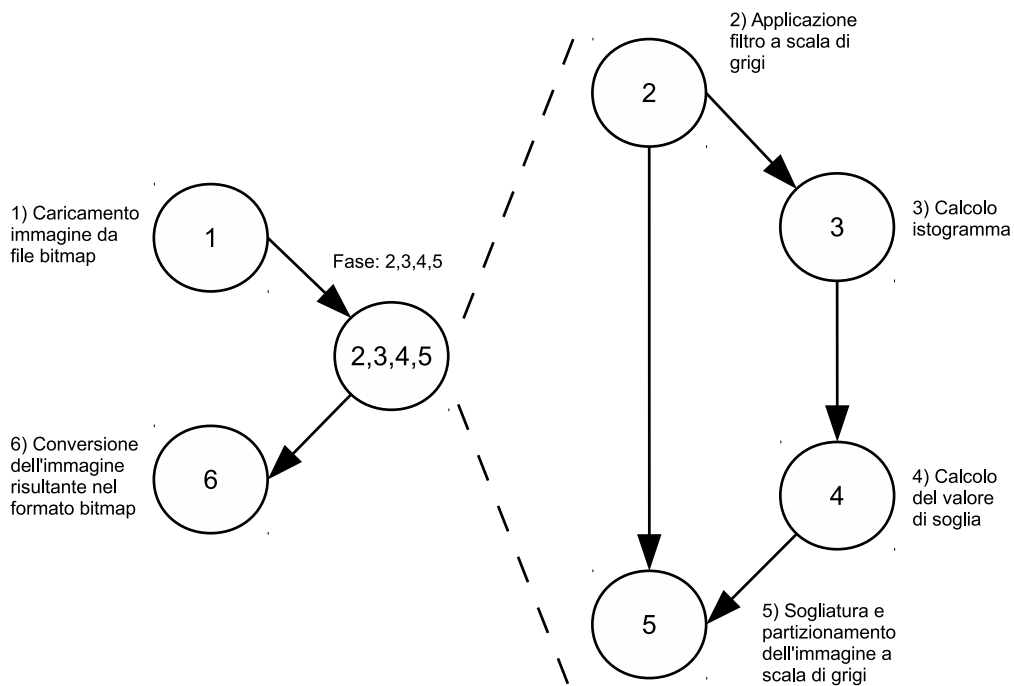 1) Caricamento
immagine da
file bitmap
1
Fase: 2,3,4,5
2,3,4,5
6) Conversione
dell'immagine
risultante nel
formato bitmap
6
2) Applicazione
filtro a scala di
grigi
2
3
3) Calcolo
istogramma
4
4) Calcolo
del valore
di soglia
5
5) Sogliatura e
partizionamento
dell'immagine a
scala di grigi